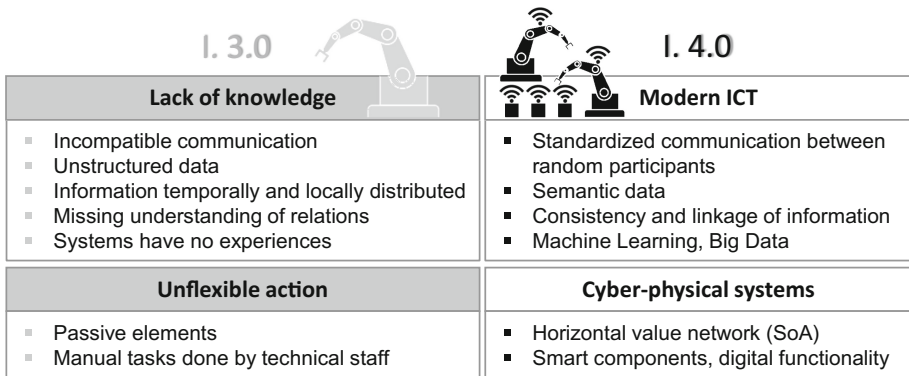 I. 3.0
I. 4.0
Lack of knowledge
Incompatible communication
Unstructured data
Information temporally and locally distributed
Missing understanding of relations
Systems have no experiences
Modern ICT
Standardized communication between
random participants
Semantic data
Consistency and linkage of information
Machine Learning, Big Data
Unflexible action
Passive elements
Manual tasks done by technical staff
Cyber-physical systems
Horizontal value network (SoA)
Smart components, digital functionality